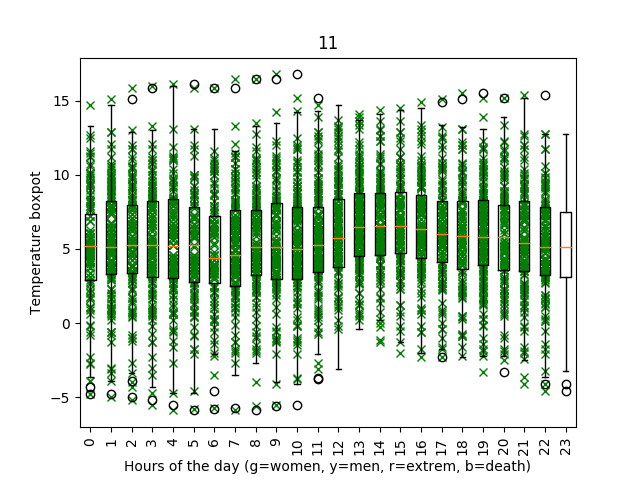 11
Temperature boxpot
15
10
5
0
−5
0 1 2 3 4 5 6 7 8 9 10 11 12 13 14 15 16 17 18 19 20 21 22 23
Hours of the day (g=women, y=men, r=extrem, b=death)